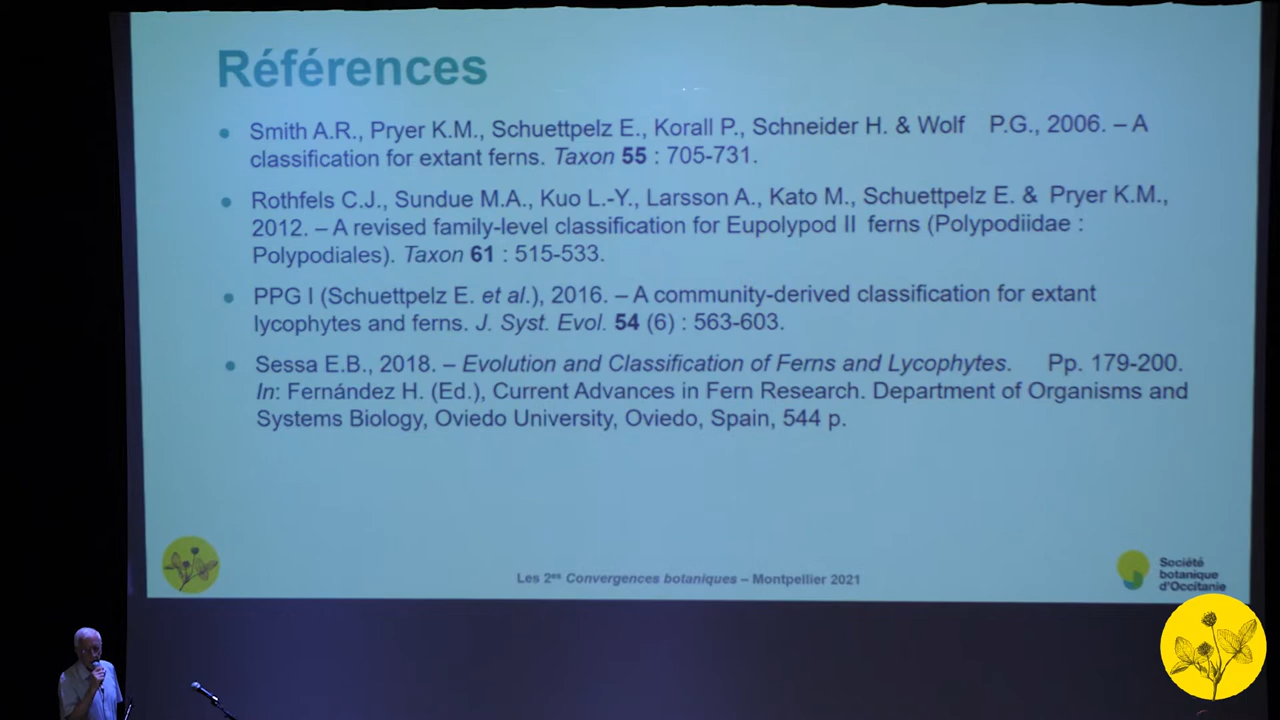 Références
Smith A.R., Pryer K.M., Schuettpelz E., Korall P., Schneider H. & Wolf P.G., 2006. – A
classification for extant ferns. Taxon 55 : 705-731.
Rothfels C.J., Sundue M.A., Kuo L.-Y., Larsson A., Kato M., Schuettpelz E. & Pryer K.M.,
2012. – A revised family-level classification for Eupolypod II ferns (Polypodiidae :
Polypodiales). Taxon 61 : 515-533.
PPG I (Schuettpelz E. et al.), 2016. – A community-derived classification for extant
lycophytes and ferns. J. Syst. Evol. 54 (6) : 563-603.
Sessa E.B., 2018. – Evolution and Classification of Ferns and Lycophytes. Pp. 179-200.
In: Fernández H. (Ed.), Current Advances in Fern Research. Department of Organisms and
Systems Biology, Oviedo University, Oviedo, Spain, 544 p.
Les 2es Convergences botaniques – Montpellier 2021
Société
botanique
d'Occitanie